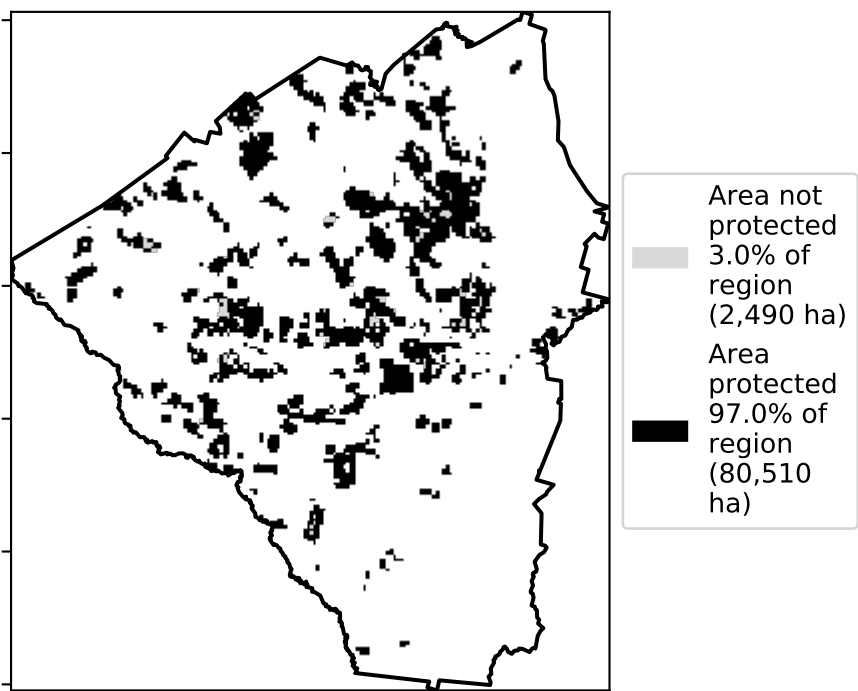 Area not
protected
3.0% of
region
(2,490 ha)
Area
protected
97.0% of
region
(80,510
ha)